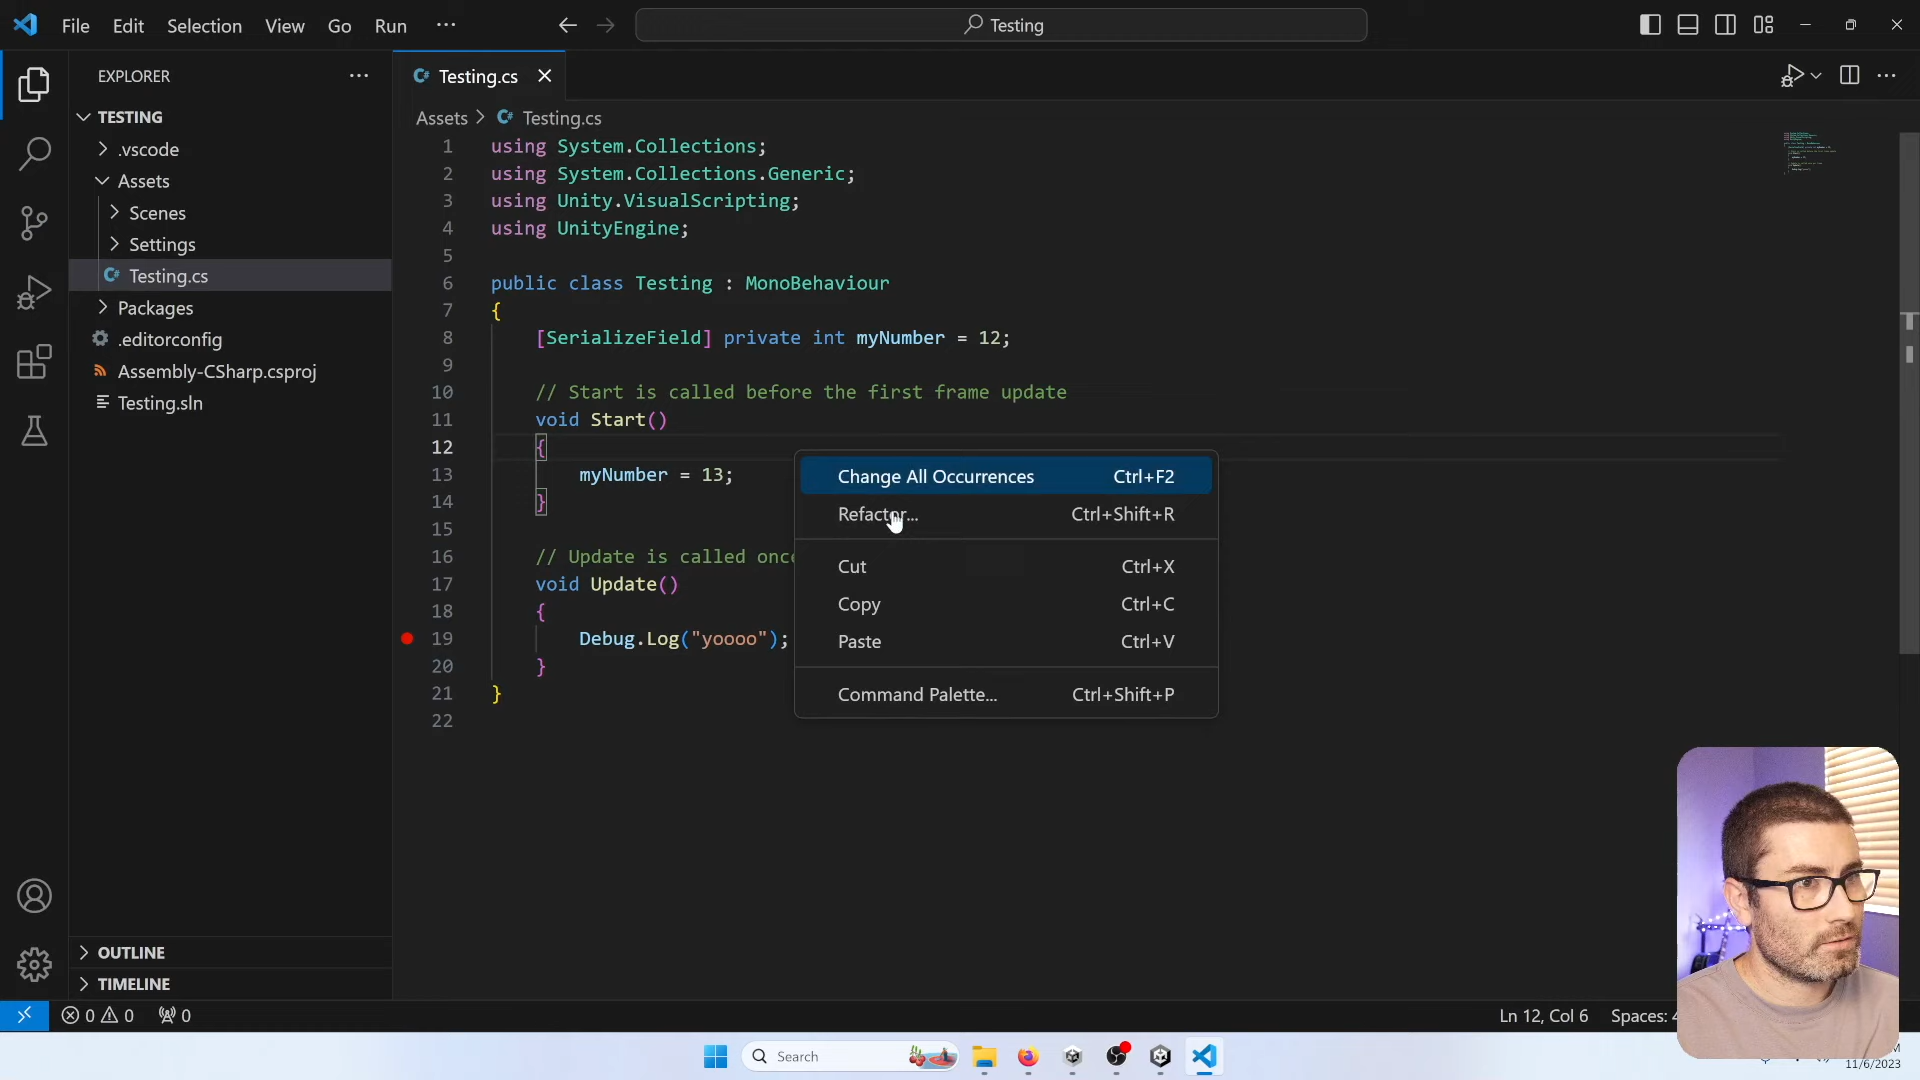 File Edit Selection View Go Run ···
Testing
EXPLORER
TESTING
.vscode
Assets
Scenes
Settings
Testing.cs
Packages
.editorconfig
Assembly-CSharp.csproj
Testing.sln
OUTLINE
TIMELINE
Testing.cs
Assets > Testing.cs
1 using System.Collections;
2 using System.Collections.Generic;
3 using Unity.VisualScripting;
4 using UnityEngine;
5
6 public class Testing : MonoBehaviour
7 {
8 [SerializeField] private int myNumber = 12;
9
10 // Start is called before the first frame update
11 void Start()
12 {
13 myNumber = 13;
14 }
15
16 // Update is called once
17 void Update()
18 {
19 Debug.Log("yoooo");
20 }
21 }
22
Change All Occurrences Ctrl+F2
Refactor... Ctrl+Shift+R
Cut Ctrl+X
Copy Ctrl+C
Paste Ctrl+V
Command Palette... Ctrl+Shift+P
0 0 0
Ln 12, Col 6 Spaces:
Search
11/6/2023